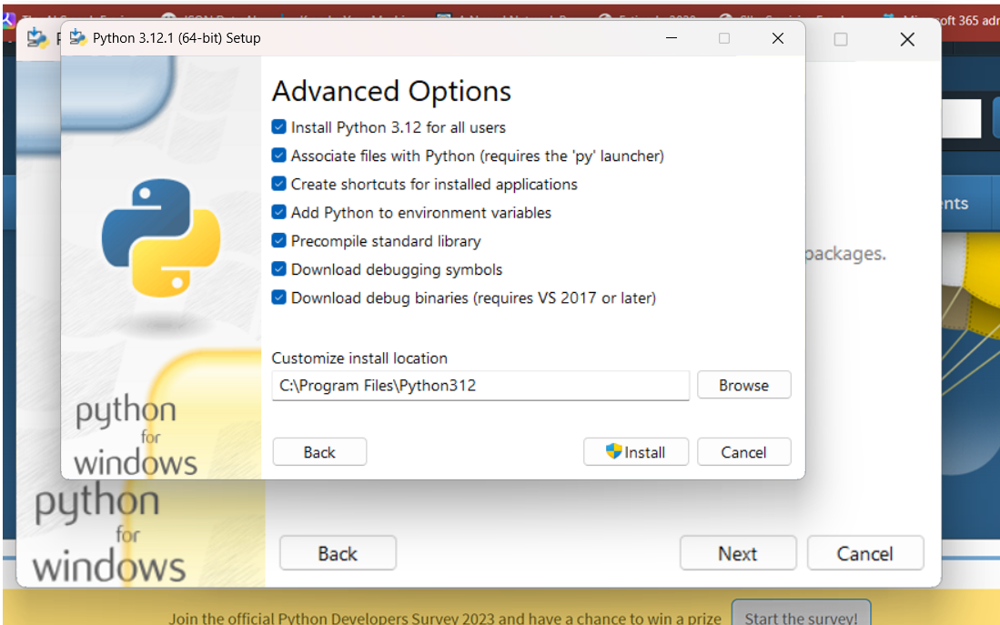 Python 3.12.1 (64-bit) Setup
soft 365 adr
Advanced Options
Install Python 3.12 for all users
Associate files with Python (requires the 'py' launcher)
Create shortcuts for installed applications
Add Python to environment variables
Precompile standard library
Download debugging symbols
Download debug binaries (requires VS 2017 or later)
nts
packages.
Customize install location
C:\Program Files\Python312
Browse
Back
Install
Cancel
python
for
windows
python
for
windows
Back
Next
Cancel
Join the official Python Developers Survey 2023 and have a chance to win a prize
Start the survey!